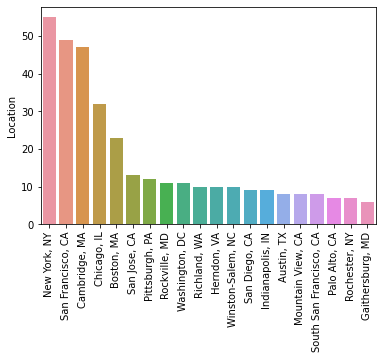 Location
50
40
30
20
10
0
New York, NY
San Francisco, CA
Cambridge, MA
Chicago, IL
Boston, MA
San Jose, CA
Pittsburgh, PA
Rockville, MD
Washington, DC
Richland, WA
Herndon, VA
Winston-Salem, NC
San Diego, CA
Indianapolis, IN
Austin, TX
Mountain View, CA
South San Francisco, CA
Palo Alto, CA
Rochester, NY
Gaithersburg, MD